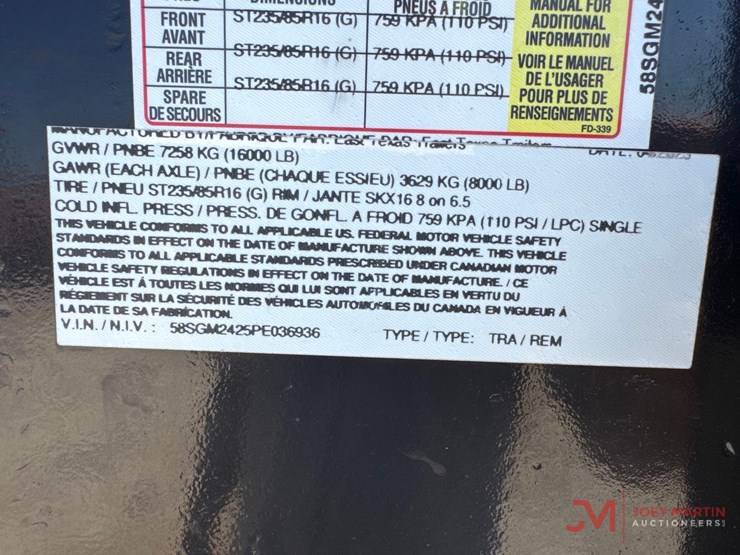 DIMENSIONS PNEUS A FROID MANUAL FOR
FRONT ST235/85R16 (G) 759 KPA (110 PSI) ADDITIONAL
AVANT INFORMATION
REAR ST235/85R16 (G) 759 KPA (110 PSI) VOIR LE MANUEL
ARRIÈRE DE L'USAGER
SPARE ST235/85R16 (G) 759 KPA (110 PSI) POUR PLUS DE
DE SECOURS RENSEIGNEMENTS
FD-339
58SGM24
GVWR / PNBE 7258 KG (16000 LB)
GAWR (EACH AXLE) / PNBE (CHAQUE ESSIEU) 3629 KG (8000 LB)
TIRE / PNEU ST235/85R16 (G) RIM / JANTE SKX16 8 on 6.5
COLD INFL. PRESS / PRESS. DE GONFL. A FROID 759 KPA (110 PSI / LPC) SINGLE
THIS VEHICLE CONFORMS TO ALL APPLICABLE US. FEDERAL MOTOR VEHICLE SAFETY
STANDARDS IN EFFECT ON THE DATE OF MANUFACTURE SHOWN ABOVE. THIS VEHICLE
CONFORMS TO ALL APPLICABLE STANDARDS PRESCRIBED UNDER CANADIAN MOTOR
VEHICLE SAFETY REGULATIONS IN EFFECT ON THE DATE OF MANUFACTURE. / CE
VÉHICLE EST À TOUTES LES NORMES QUI LUI SONT APPLICABLES EN VERTU DU
RÉGIEMENT SUR LA SÉCURITÉ DES VÉHICLES AUTOMOBILES DU CANADA EN VIGUEUR À
LA DATE DE SA FABRICATION.
V.I.N. / N.I.V. : 58SGM2425PE036936 TYPE / TYPE: TRA / REM
JM JOEY MARTIN
AUCTIONEERS